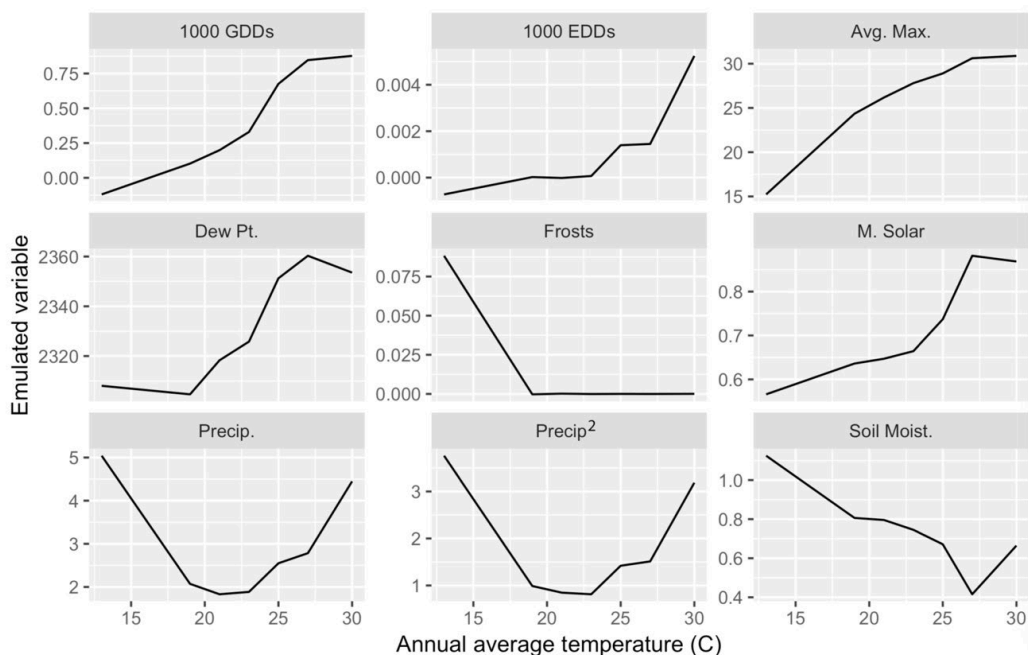 1000 GDDs
1000 EDDs
Avg. Max.
0.75
0.50
0.25
0.00
0.004
0.002
0.000
30
25
20
15
Dew Pt.
Frosts
M. Solar
2360
2340
2320
0.075
0.050
0.025
0.000
0.8
0.7
0.6
Precip.
Precip²
Soil Moist.
5
4
3
2
3
2
1
1.0
0.8
0.6
0.4
15 20 25 30
15 20 25 30
15 20 25 30
Emulated variable
Annual average temperature (C)